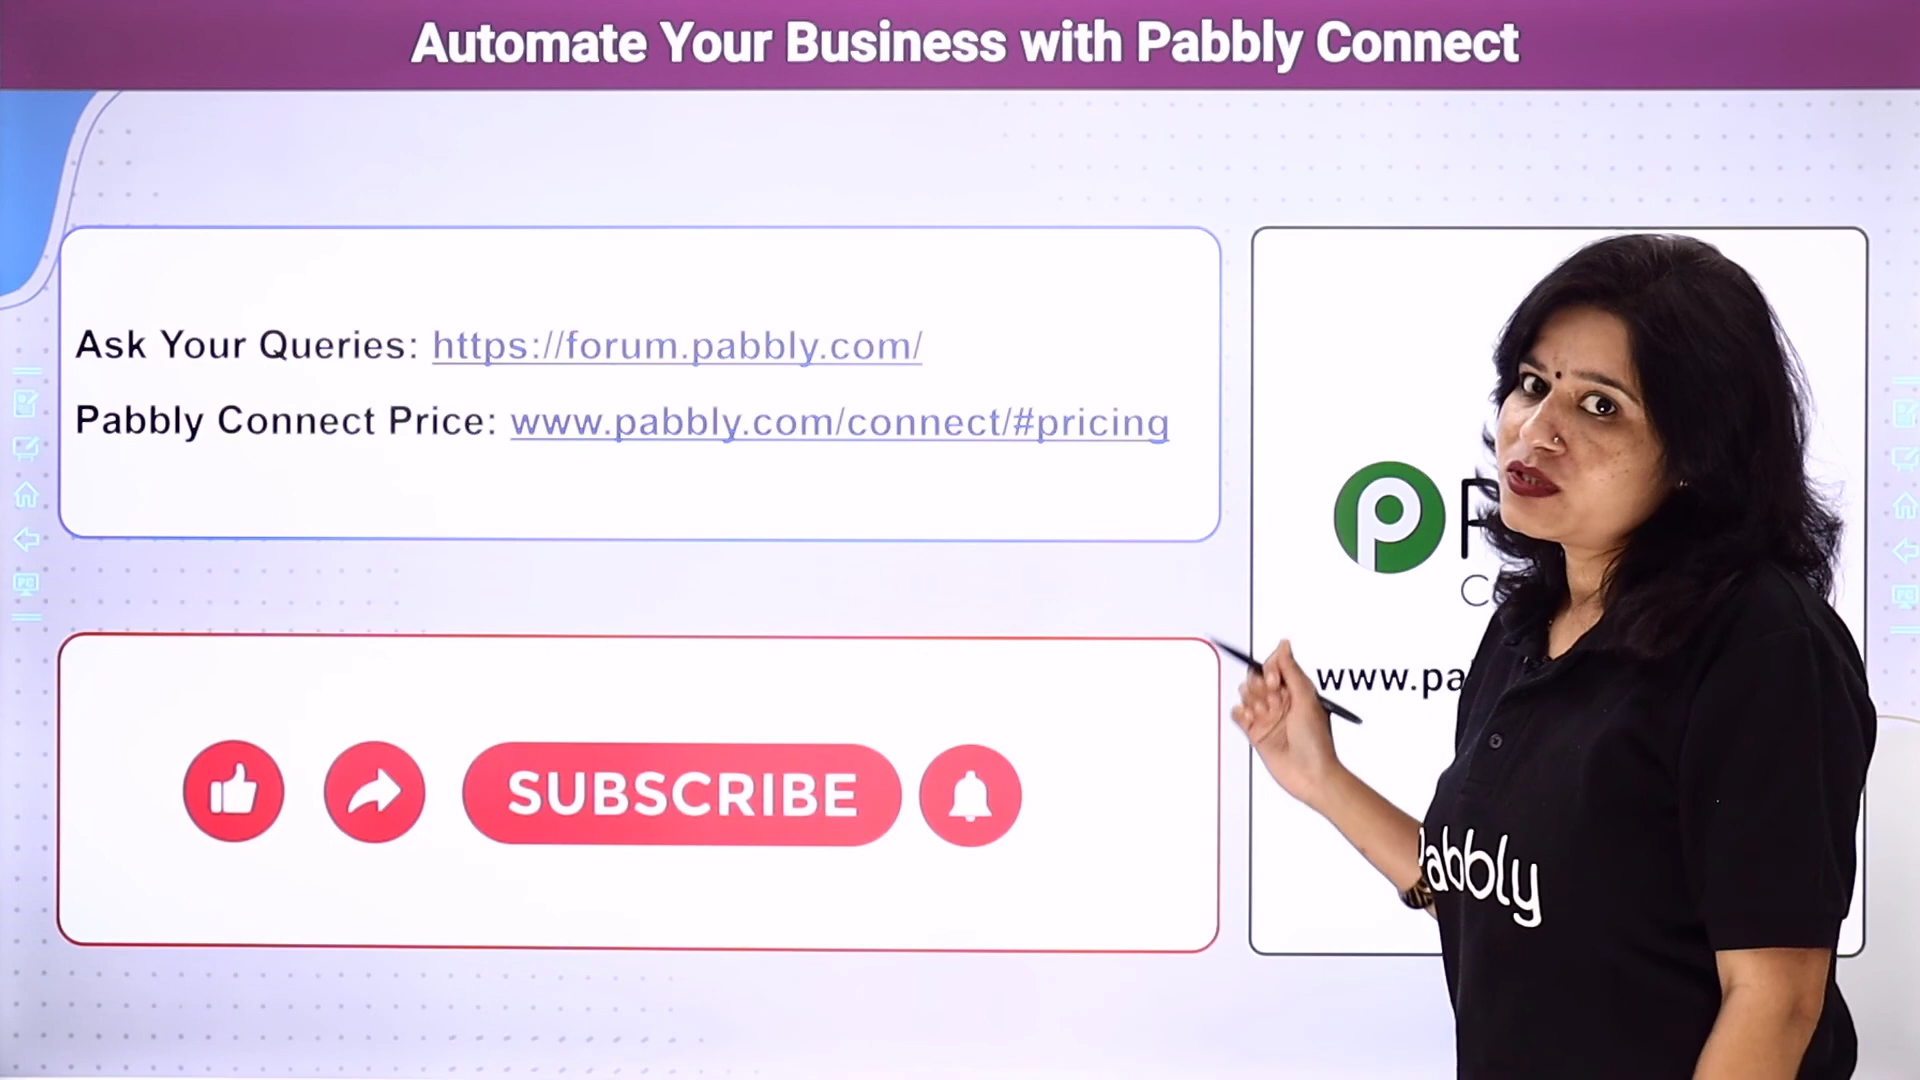 Automate Your Business with Pabbly Connect
Ask Your Queries: https://forum.pabbly.com/
Pabbly Connect Price: www.pabbly.com/connect/#pricing
SUBSCRIBE
www.pa
Pabbly